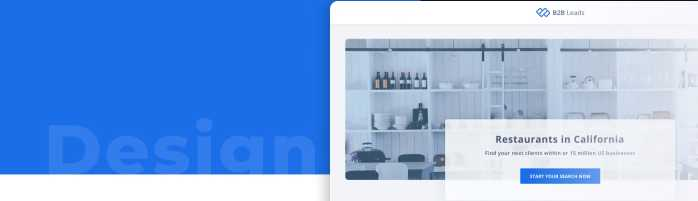 Design
B2B Leads
Restaurants in California
Find your next clients within or 15 million US businesses
START YOUR SEARCH NOW